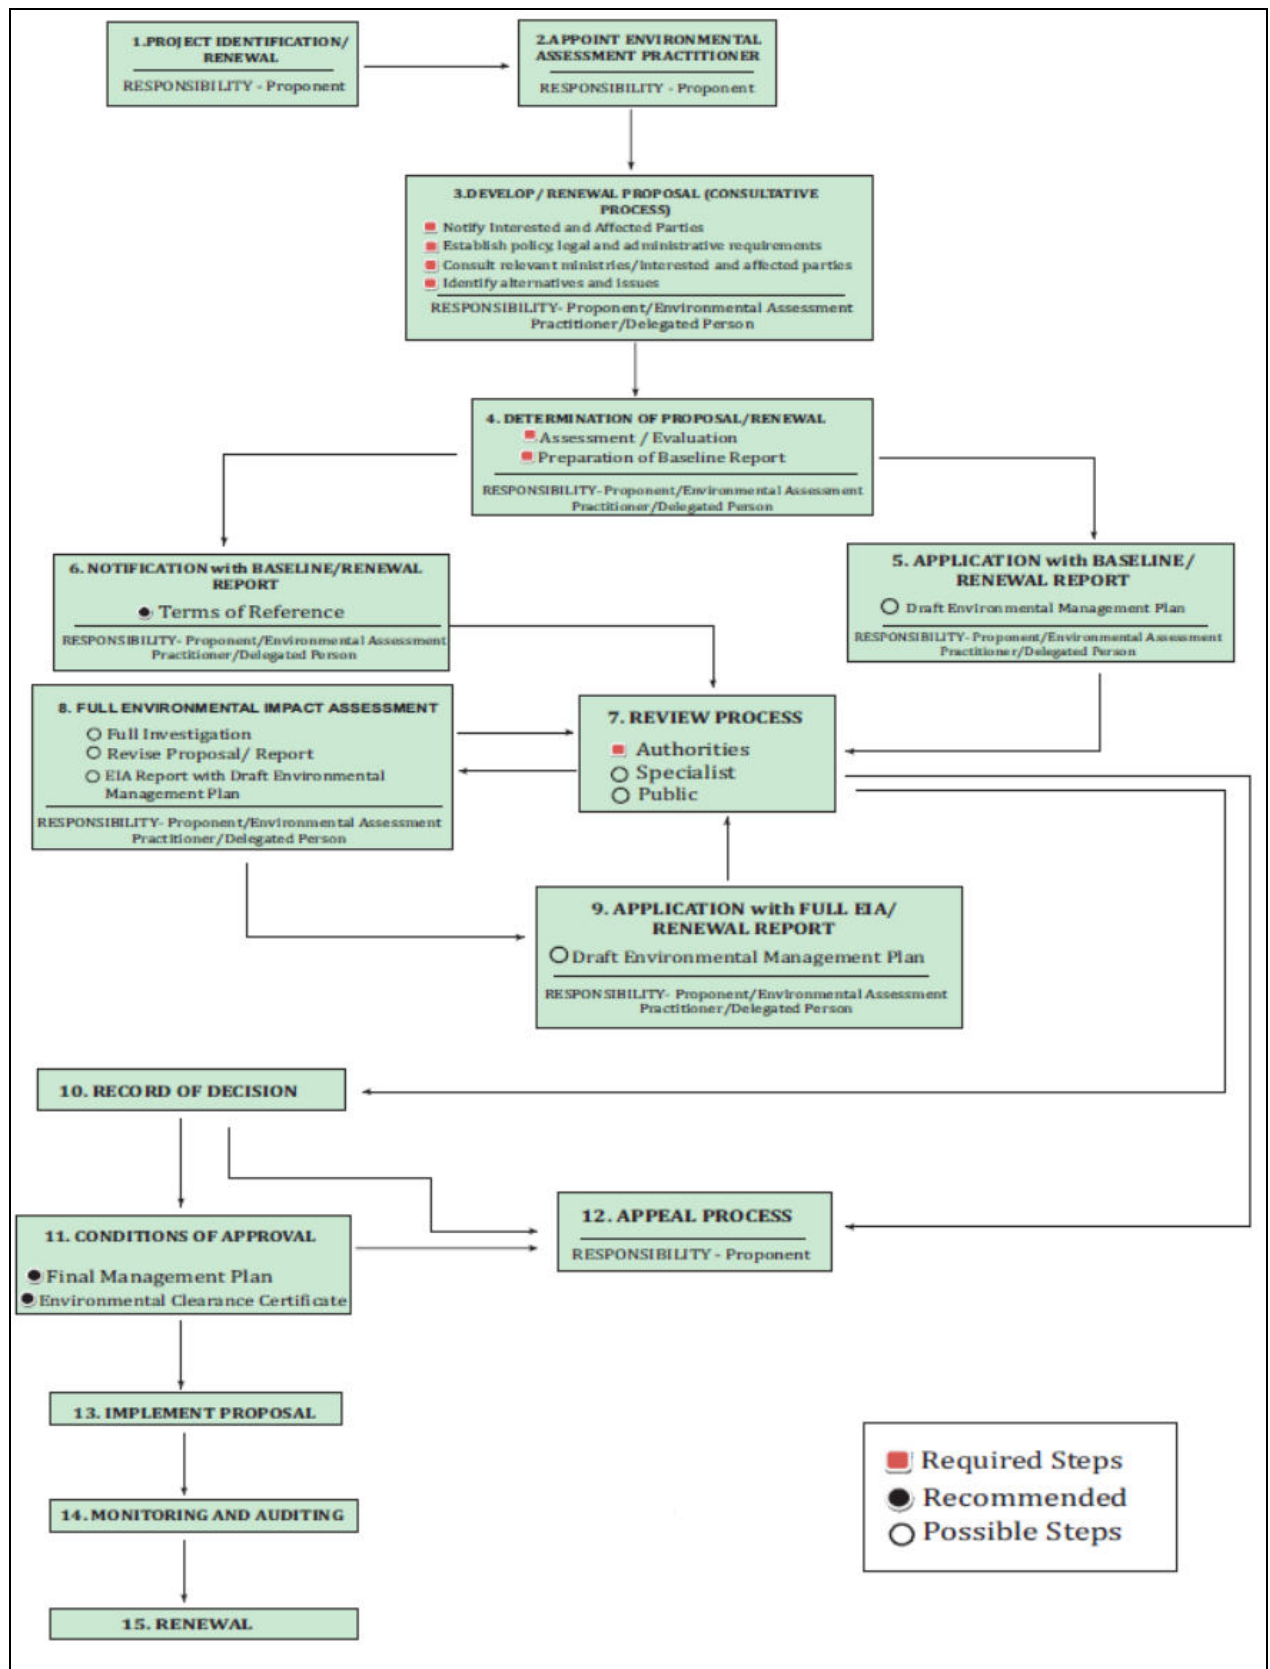 1.PROJECT IDENTIFICATION/
RENEWAL
RESPONSIBILITY - Proponent
2.APPOINT ENVIRONMENTAL
ASSESSMENT PRACTITIONER
RESPONSIBILITY - Proponent
3.DEVELOP/ RENEWAL PROPOSAL (CONSULTATIVE
PROCESS)
Notify Interested and Affected Parties
Establish policy, legal and administrative requirements
Consult relevant ministries/interested and affected parties
Identify alternatives and issues
RESPONSIBILITY- Proponent/Environmental Assessment
Practitioner/Delegated Person
4. DETERMINATION OF PROPOSAL/RENEWAL
Assessment / Evaluation
Preparation of Baseline Report
RESPONSIBILITY- Proponent/Environmental Assessment
Practitioner/Delegated Person
6. NOTIFICATION with BASELINE/RENEWAL
REPORT
Terms of Reference
RESPONSIBILITY- Proponent/Environmental Assessment
Practitioner/Delegated Person
5. APPLICATION with BASELINE/
RENEWAL REPORT
Draft Environmental Management Plan
RESPONSIBILITY- Proponent/Environmental Assessment
Practitioner/Delegated Person
8. FULL ENVIRONMENTAL IMPACT ASSESSMENT
Full Investigation
Revise Proposal/ Report
EIA Report with Draft Environmental
Management Plan
RESPONSIBILITY- Proponent/Environmental Assessment
Practitioner/Delegated Person
7. REVIEW PROCESS
Authorities
Specialist
Public
9. APPLICATION with FULL EIA/
RENEWAL REPORT
Draft Environmental Management Plan
RESPONSIBILITY- Proponent/Environmental Assessment
Practitioner/Delegated Person
10. RECORD OF DECISION
11. CONDITIONS OF APPROVAL
Final Management Plan
Environmental Clearance Certificate
12. APPEAL PROCESS
RESPONSIBILITY - Proponent
13. IMPLEMENT PROPOSAL
14. MONITORING AND AUDITING
15. RENEWAL
Required Steps
Recommended
Possible Steps